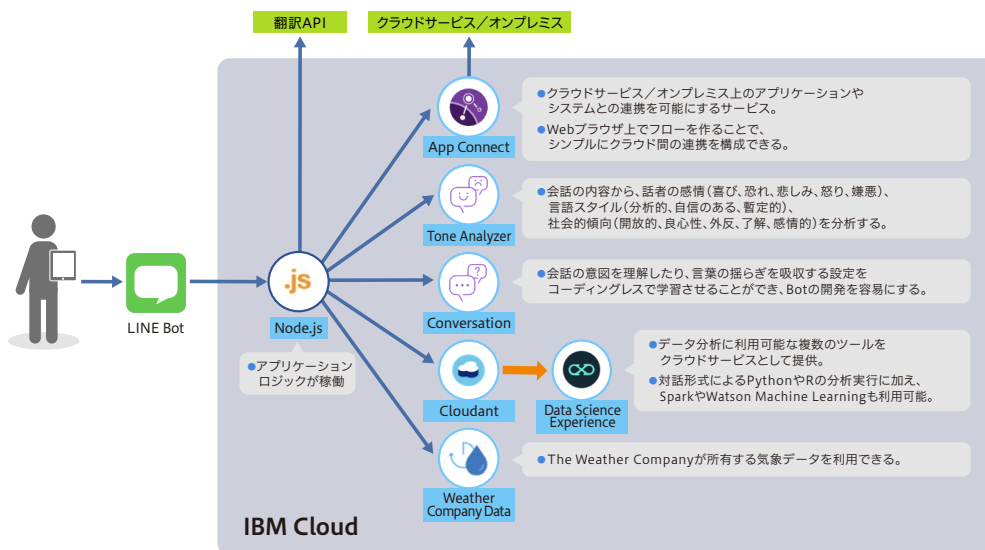 翻訳API
クラウドサービス／オンプレミス
App Connect
●クラウドサービス／オンプレミス上のアプリケーションや
システムとの連携を可能にするサービス。
●Webブラウザ上でフローを作ることで、
シンプルにクラウド間の連携を構成できる。
Tone Analyzer
●会話の内容から、話者の感情（喜び、恐れ、悲しみ、怒り、嫌悪）、
言語スタイル（分析的、自信のある、暫定的）、
社会的傾向（開放的、良心性、外反、了解、感情的）を分析する。
LINE Bot
.js
Node.js
●アプリケーション
ロジックが稼働
?
Conversation
●会話の意図を理解したり、言葉の揺らぎを吸収する設定を
コーディングレスで学習させることができ、Botの開発を容易にする。
Cloudant
Data Science
Experience
●データ分析に利用可能な複数のツールを
クラウドサービスとして提供。
●対話形式によるPythonやRの分析実行に加え、
SparkやWatson Machine Learningも利用可能。
Weather
Company Data
●The Weather Companyが所有する気象データを利用できる。
IBM Cloud